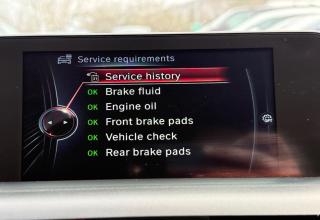 Service requirements
Service history
OK Brake fluid
OK Engine oil
OK Front brake pads
OK Vehicle check
OK Rear brake pads